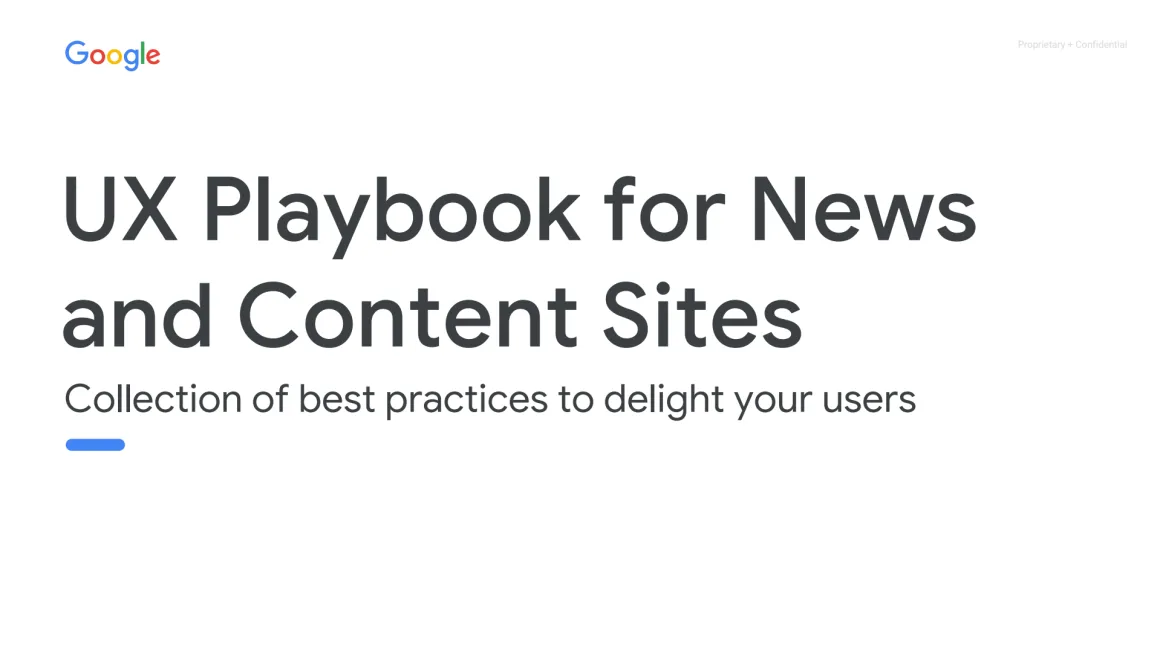 Google
Proprietary + Confidential
UX Playbook for News
and Content Sites
Collection of best practices to delight your users